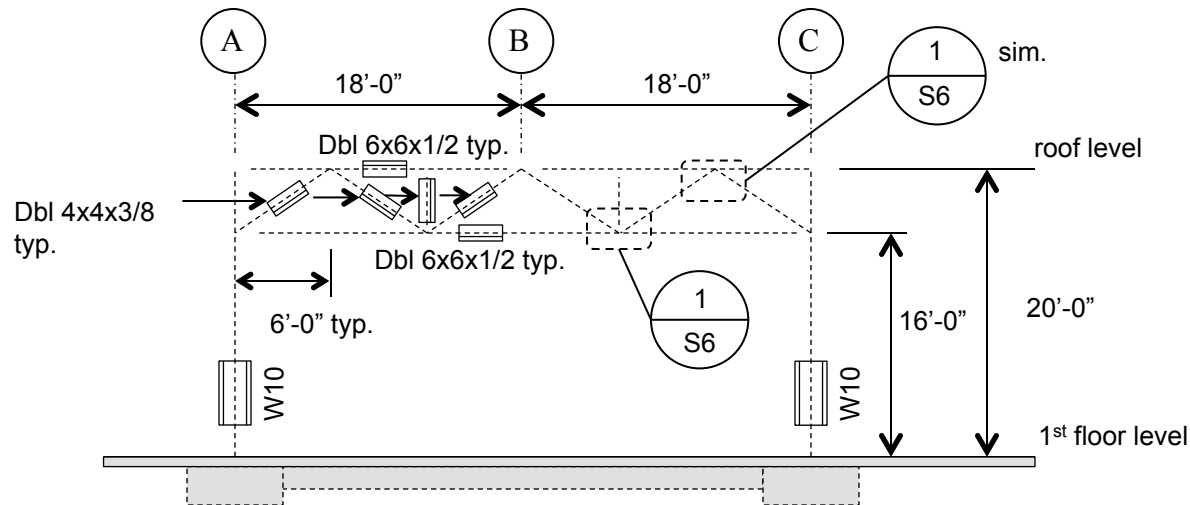 A
B
C
1
S6
sim.
18’-0”
18’-0”
Dbl 6x6x1/2 typ.
roof level
Dbl 4x4x3/8
typ.
Dbl 6x6x1/2 typ.
6’-0” typ.
1
S6
16’-0”
20’-0”
W10
W10
1st floor level